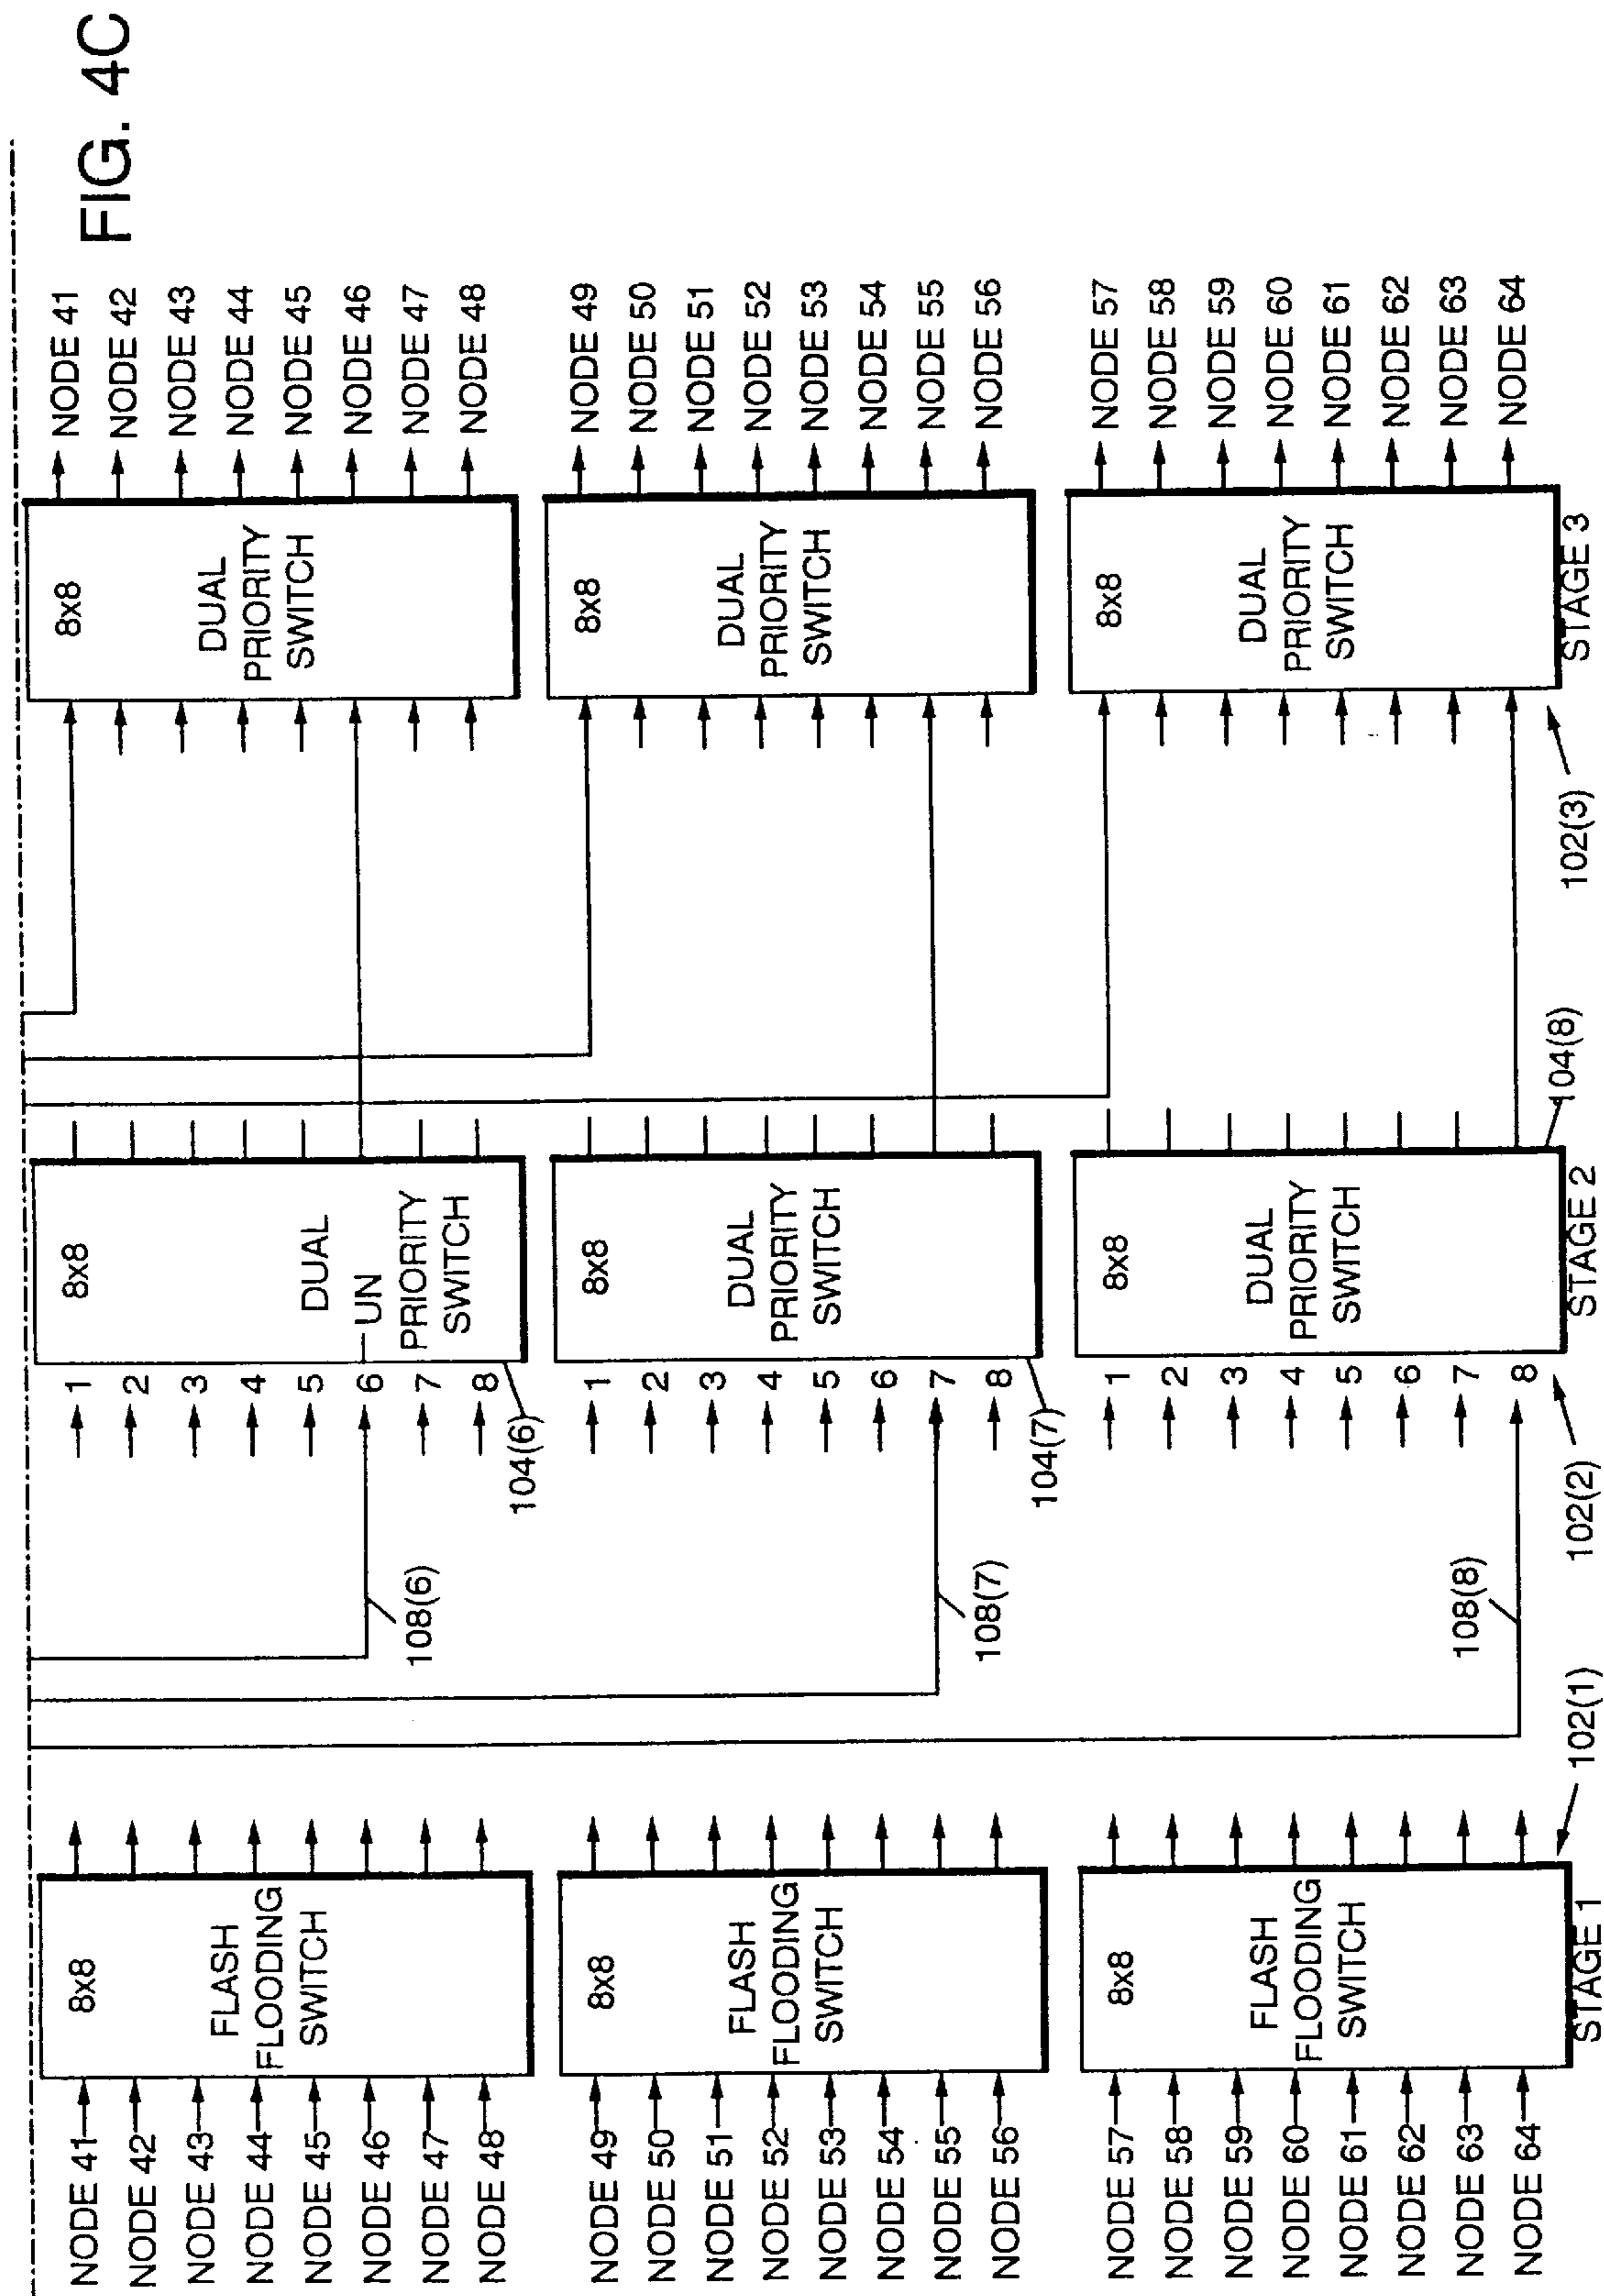 FIG. 4C
NODE 41
NODE 42
NODE 43
NODE 44
NODE 45
NODE 46
NODE 47
NODE 48
8x8
FLASH
FLOODING
SWITCH
NODE 49
NODE 50
NODE 51
NODE 52
NODE 53
NODE 54
NODE 55
NODE 56
8x8
FLASH
FLOODING
SWITCH
NODE 57
NODE 58
NODE 59
NODE 60
NODE 61
NODE 62
NODE 63
NODE 64
8x8
FLASH
FLOODING
SWITCH
STAGE 1
102(1)
108(6)
108(7)
108(8)
1
2
3
4
5
6
7
8
8x8
DUAL
UN
PRIORITY
SWITCH
104(6)
1
2
3
4
5
6
7
8
8x8
DUAL
PRIORITY
SWITCH
104(7)
1
2
3
4
5
6
7
8
8x8
DUAL
PRIORITY
SWITCH
104(8)
STAGE 2
102(2)
8x8
DUAL
PRIORITY
SWITCH
NODE 41
NODE 42
NODE 43
NODE 44
NODE 45
NODE 46
NODE 47
NODE 48
8x8
DUAL
PRIORITY
SWITCH
NODE 49
NODE 50
NODE 51
NODE 52
NODE 53
NODE 54
NODE 55
NODE 56
8x8
DUAL
PRIORITY
SWITCH
NODE 57
NODE 58
NODE 59
NODE 60
NODE 61
NODE 62
NODE 63
NODE 64
STAGE 3
102(3)